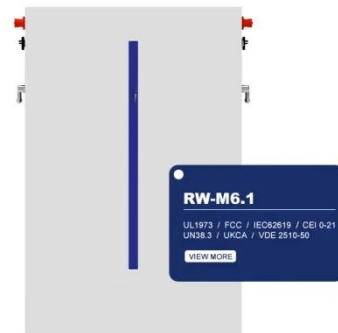 RW-M6.1
UL1973 / FCC / IEC62619 / CEI 0-21
UN38.3 / UKCA / VDE 2510-50
VIEW MORE